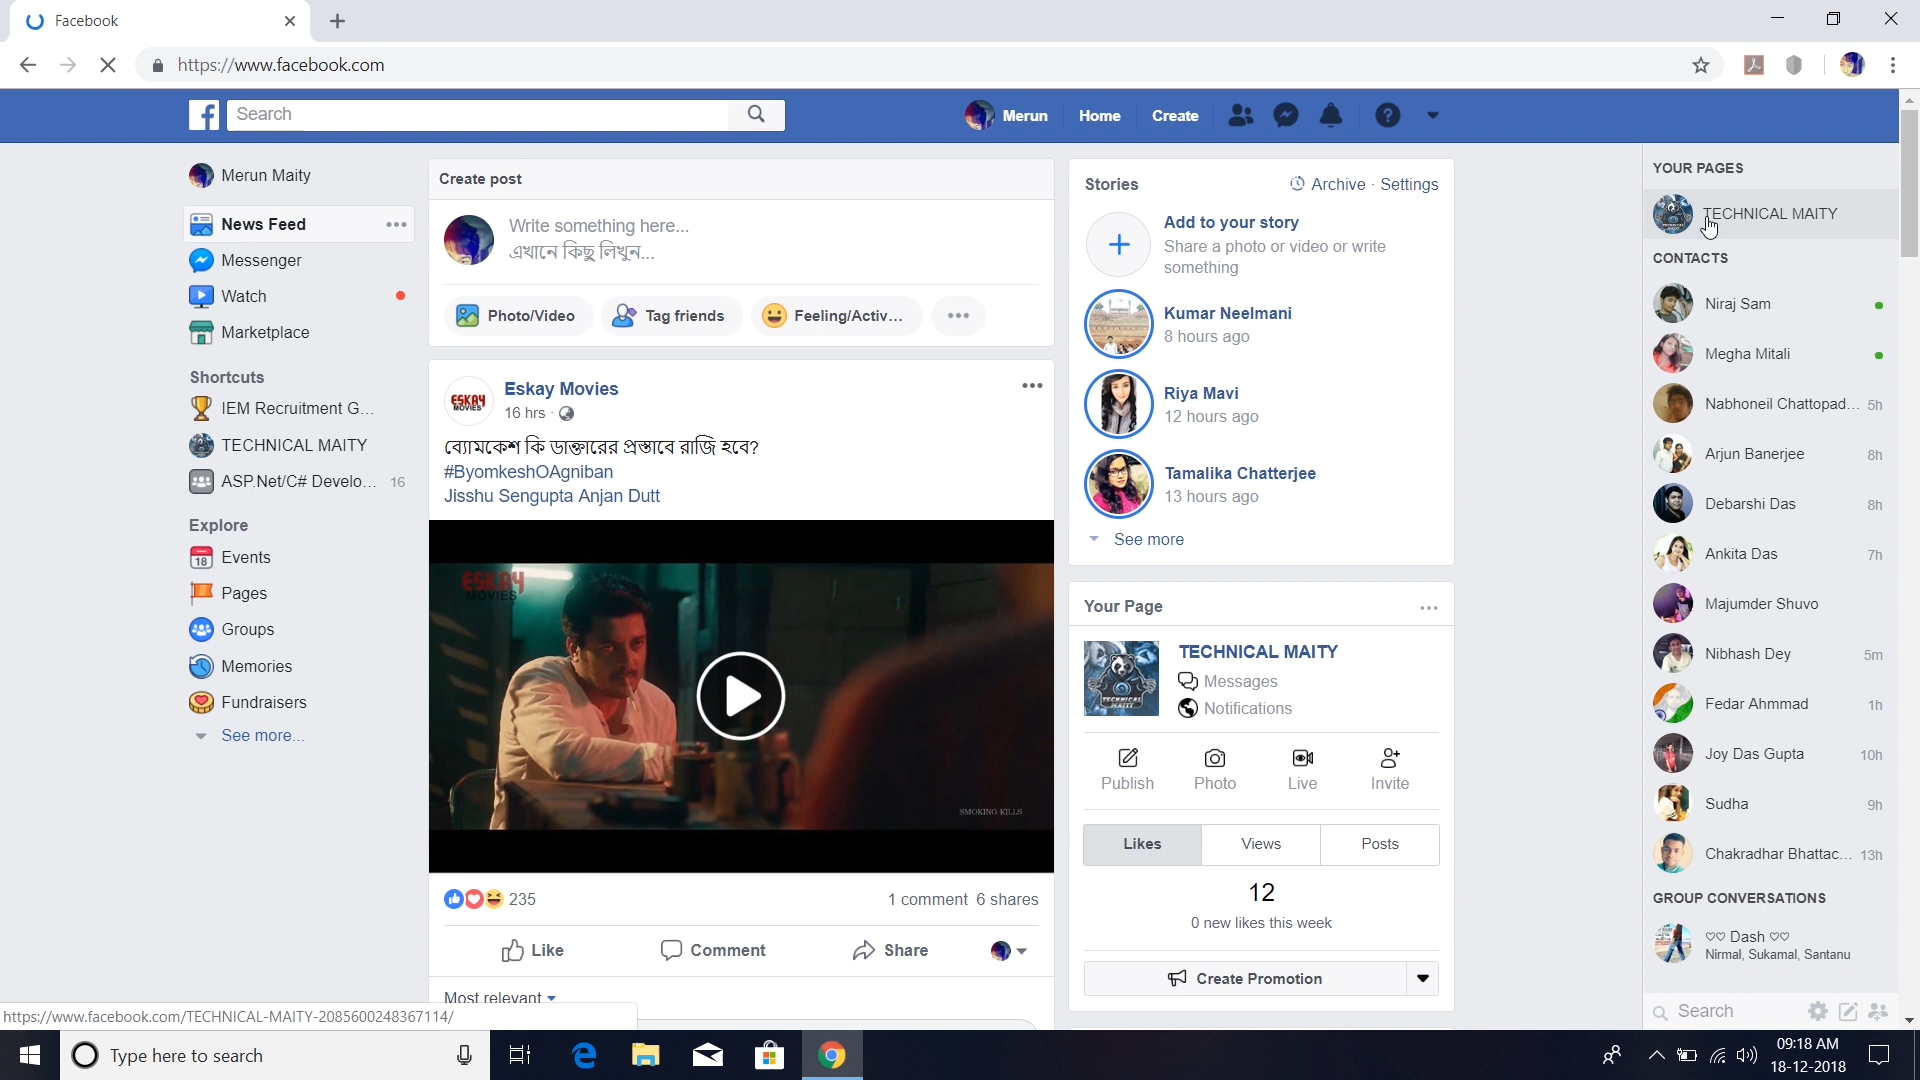 Facebook
https://www.facebook.com
Search
Merun
Home
Create
Merun Maity
News Feed
Messenger
Watch
Marketplace
Shortcuts
IEM Recruitment G...
TECHNICAL MAITY
ASP.Net/C# Develo... 16
Explore
18
Events
Pages
Groups
Memories
Fundraisers
See more...
Create post
Write something here...
এখানে কিছু লিখুন...
Photo/Video
Tag friends
Feeling/Activ...
ESKAY
MOVIES
Eskay Movies
16 hrs ·
ব্যোমকেশ কি ডাক্তারের প্রস্তাবে রাজি হবে?
#ByomkeshOAgniban
Jisshu Sengupta Anjan Dutt
ESKAY
MOVIES
SMOKING KILLS
235
1 comment 6 shares
Like
Comment
Share
Most relevant
Stories
Archive · Settings
Add to your story
Share a photo or video or write
something
Kumar Neelmani
8 hours ago
Riya Mavi
12 hours ago
Tamalika Chatterjee
13 hours ago
See more
Your Page
TECHNICAL
MAITY
TECHNICAL MAITY
Messages
Notifications
Publish
Photo
Live
Invite
Likes
Views
Posts
12
0 new likes this week
Create Promotion
YOUR PAGES
TECHNICAL MAITY
CONTACTS
Niraj Sam
Megha Mitali
Nabhoneil Chattopad... 5h
Arjun Banerjee 8h
Debarshi Das 8h
Ankita Das 7h
Majumder Shuvo
Nibhash Dey 5m
Fedar Ahmmad 1h
Joy Das Gupta 10h
Sudha 9h
Chakradhar Bhattac... 13h
GROUP CONVERSATIONS
♡♡ Dash ♡♡
Nirmal, Sukamal, Santanu
Search
https://www.facebook.com/TECHNICAL-MAITY-2085600248367114/
Type here to search
09:18 AM
18-12-2018